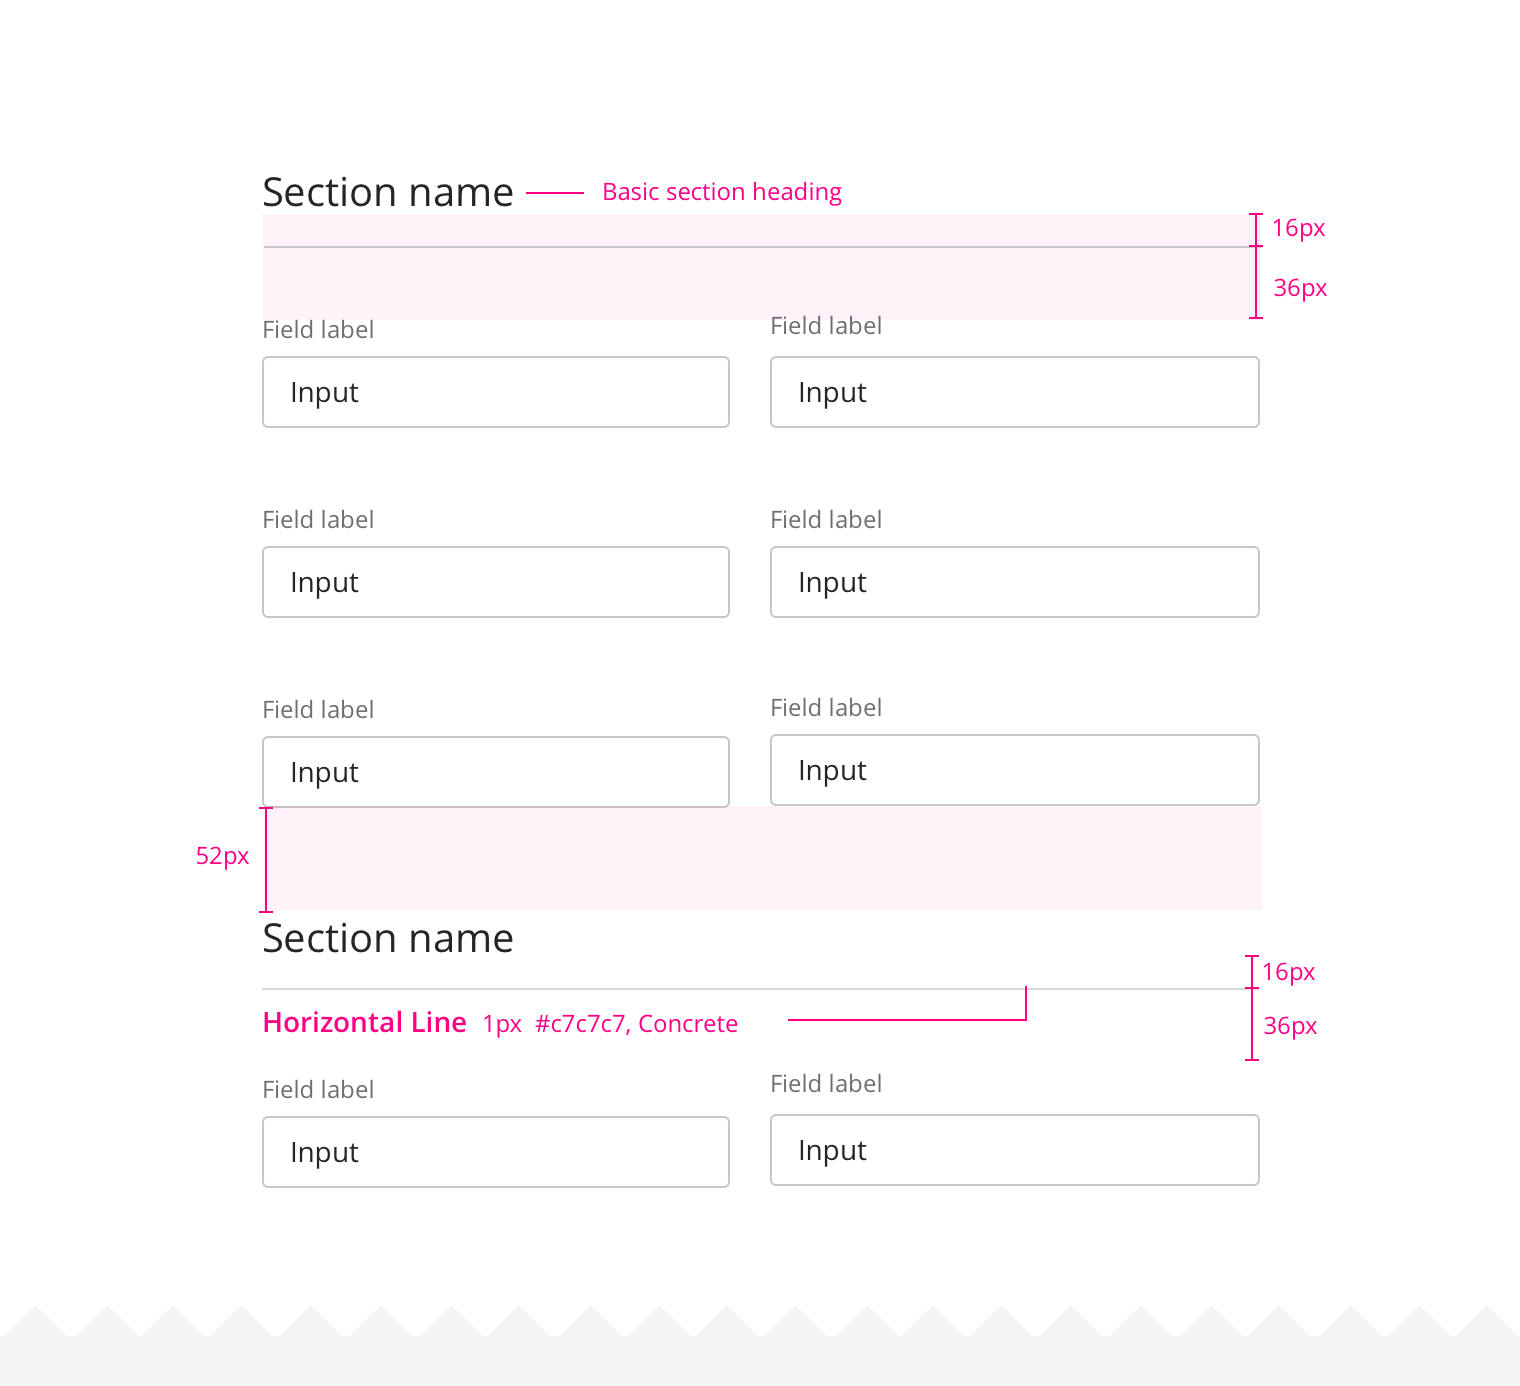 Section name
Basic section heading
16px
36px
Field label
Field label
Input
Input
Field label
Field label
Input
Input
Field label
Field label
Input
Input
52px
Section name
16px
Horizontal Line 1px #c7c7c7, Concrete
36px
Field label
Field label
Input
Input